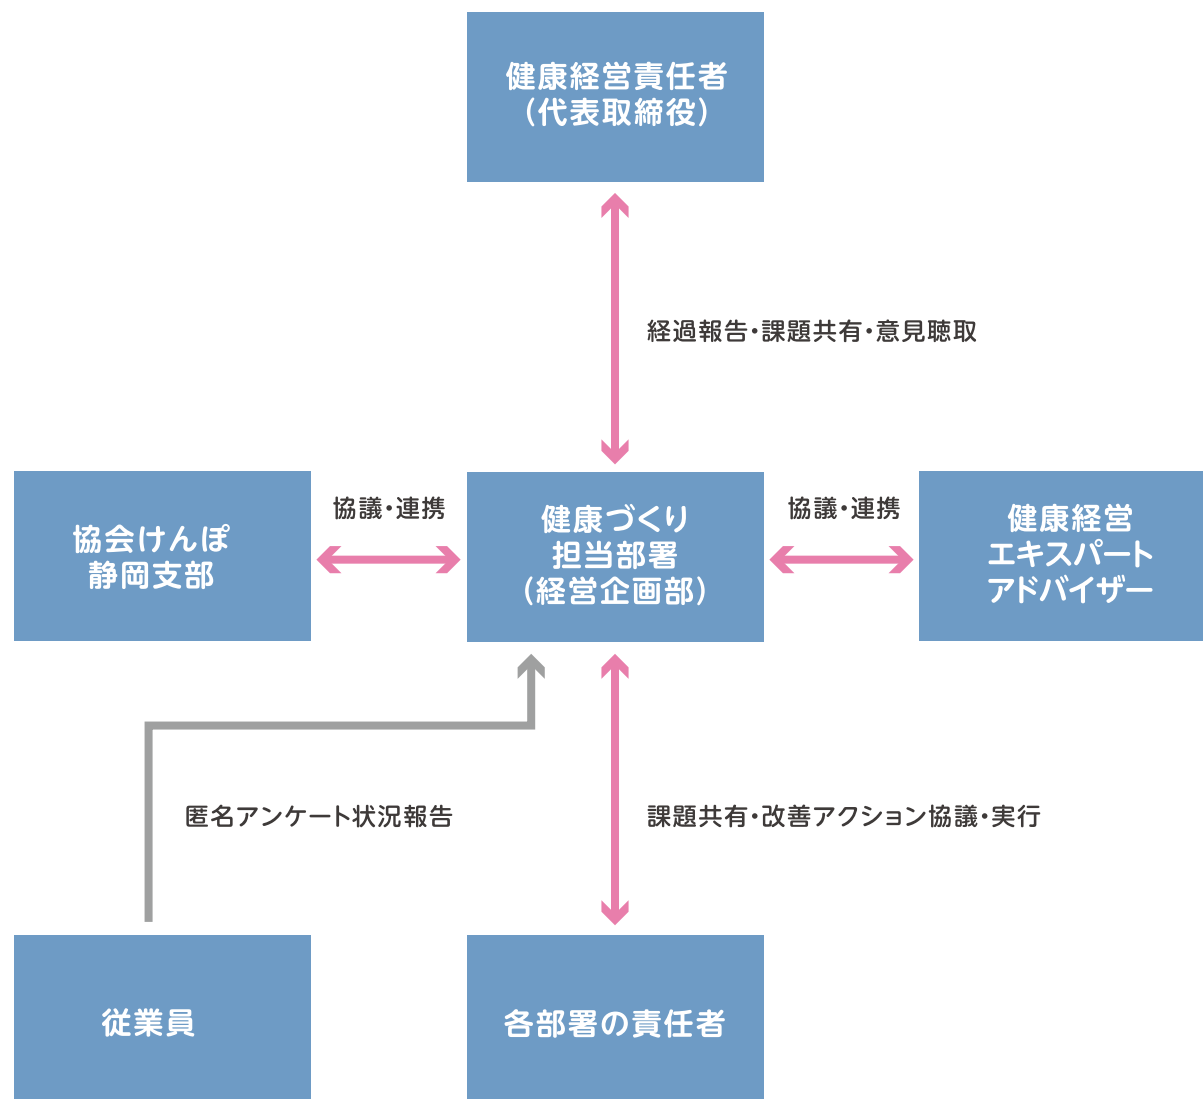 健康経営責任者
（代表取締役）
経過報告・課題共有・意見聴取
協会けんぽ
静岡支部
協議・連携
健康づくり
担当部署
（経営企画部）
協議・連携
健康経営
エキスパート
アドバイザー
匿名アンケート状況報告
課題共有・改善アクション協議・実行
従業員
各部署の責任者